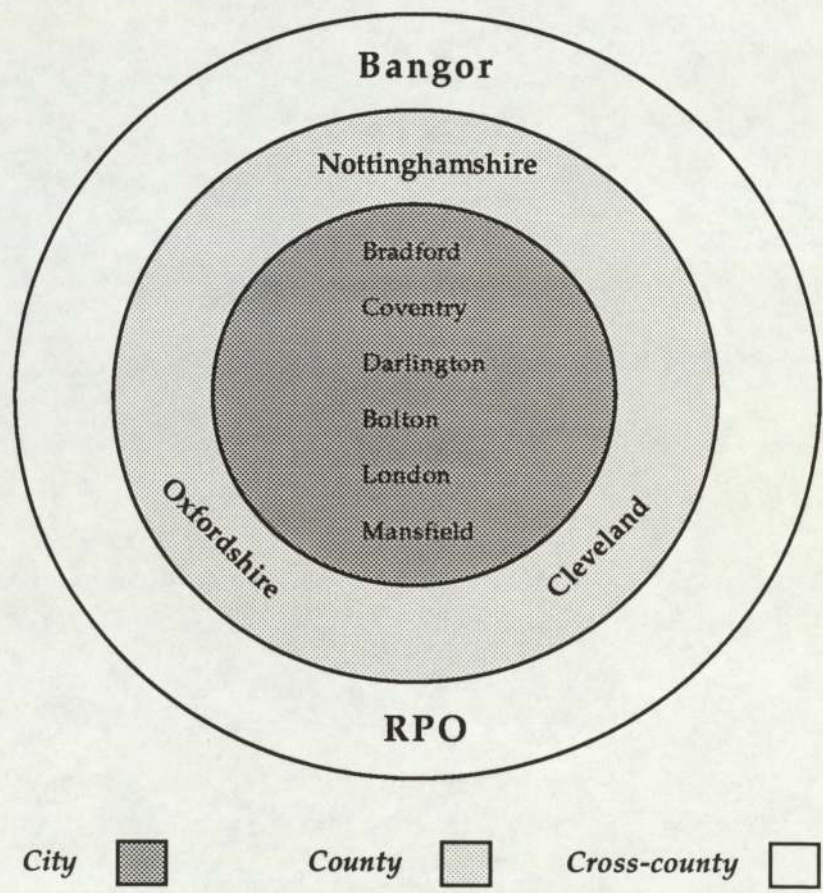 Bangor
Nottinghamshire
Bradford
Coventry
Darlington
Bolton
London
Mansfield
Oxfordshire
Cleveland
RPO
City County Cross-county